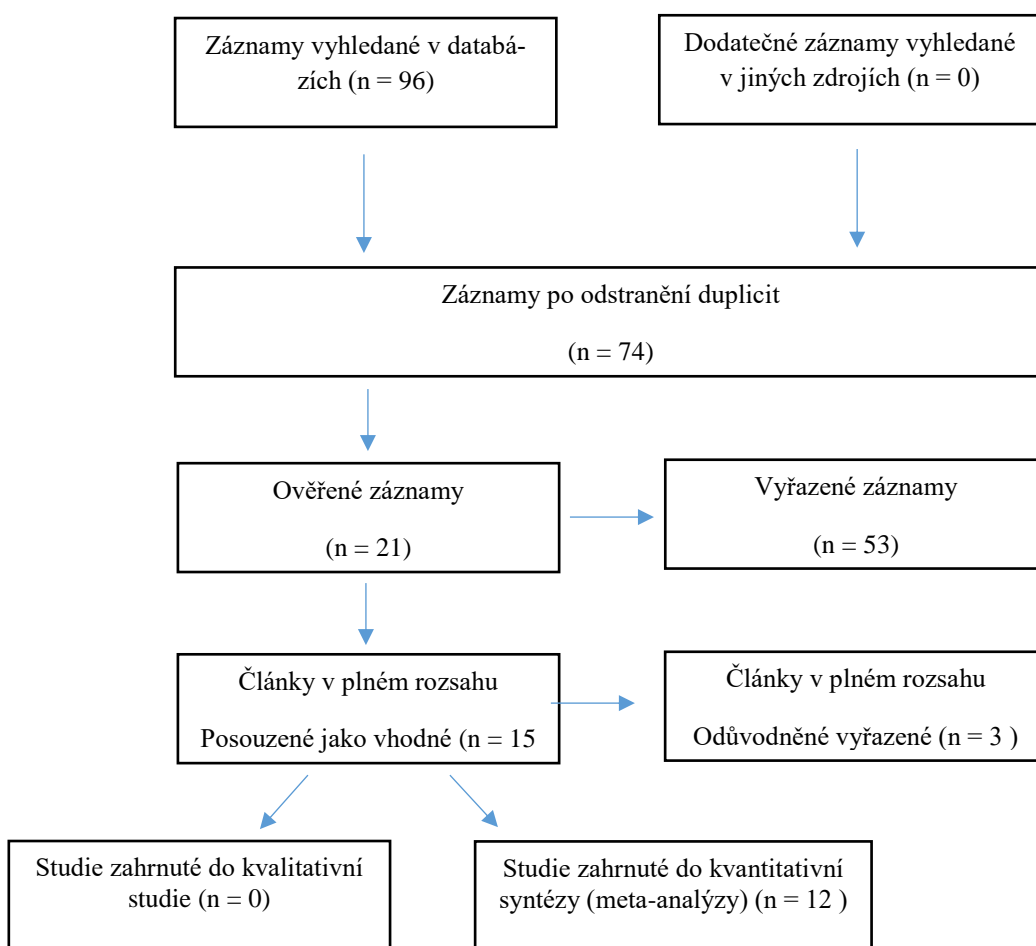 Záznamy vyhledané v databá-
zích (n = 96)
Dodatečné záznamy vyhledané
v jiných zdrojích (n = 0)
Záznamy po odstranění duplicit
(n = 74)
Ověřené záznamy
(n = 21)
Vyřazené záznamy
(n = 53)
Články v plném rozsahu
Posouzené jako vhodné (n = 15
Články v plném rozsahu
Odůvodněné vyřazené (n = 3 )
Studie zahrnuté do kvalitativní
studie (n = 0)
Studie zahrnuté do kvantitativní
syntézy (meta-analýzy) (n = 12 )